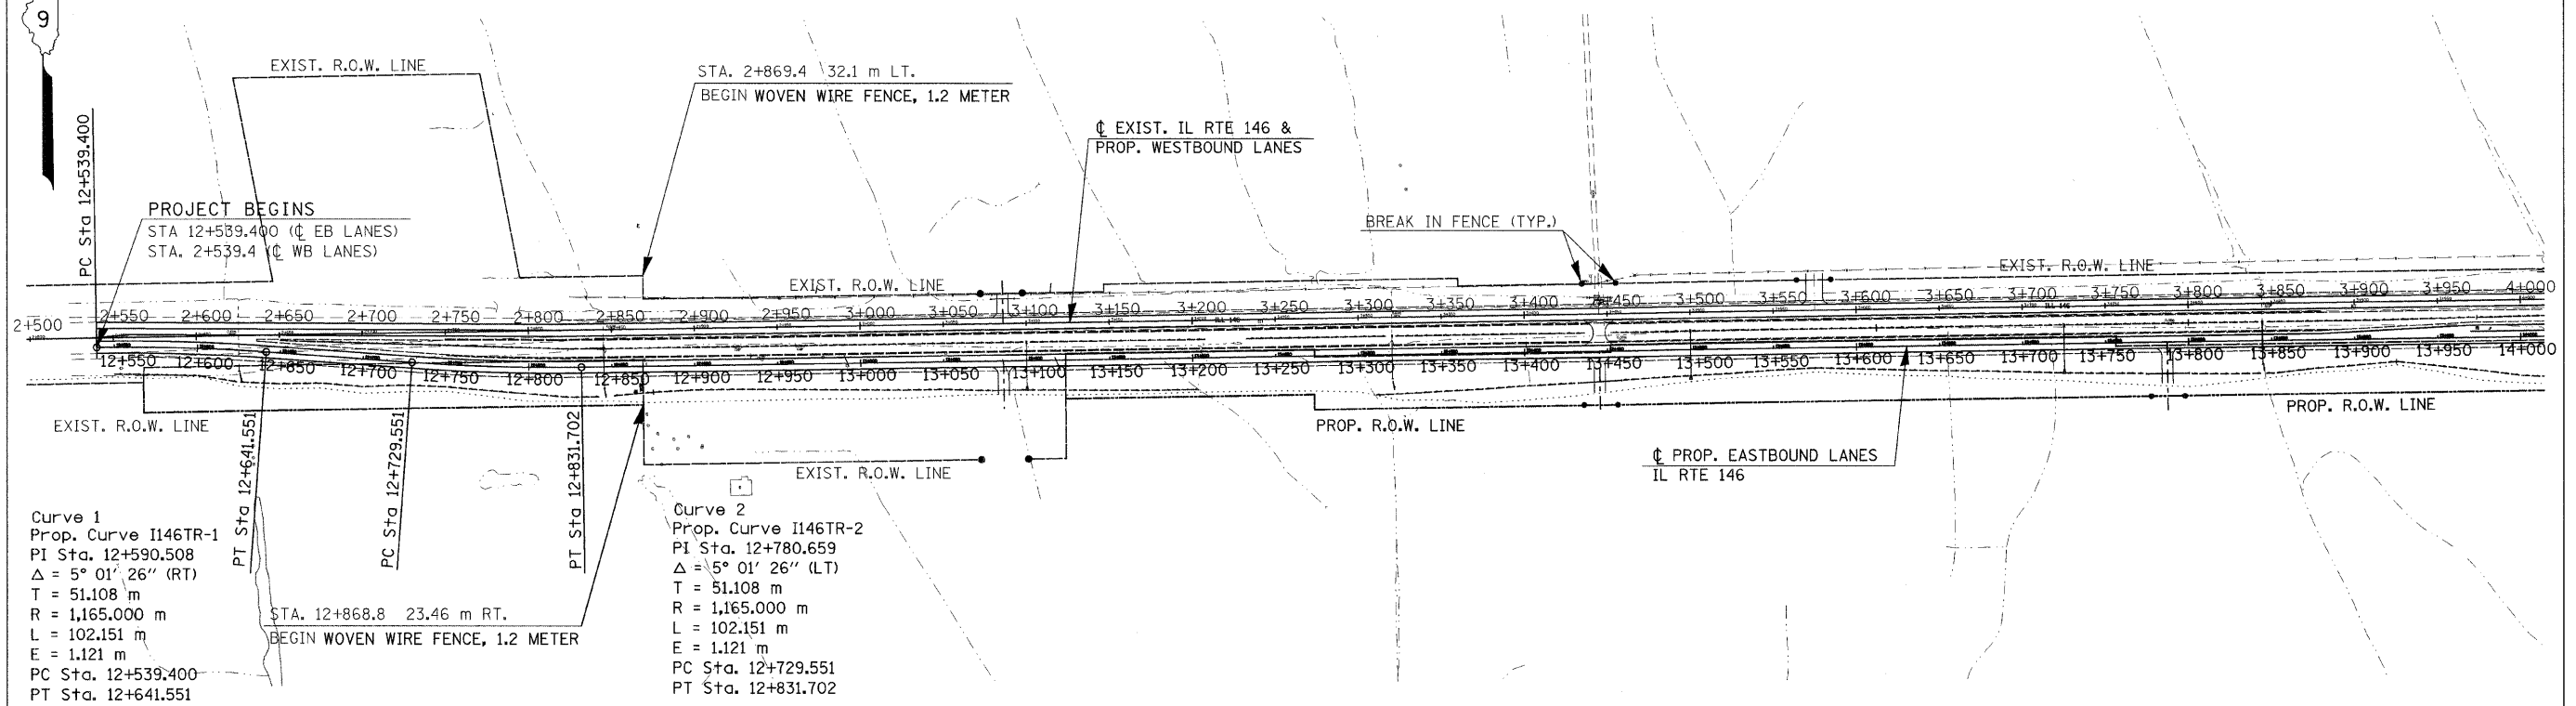 9
EXIST. R.O.W. LINE
STA. 2+869.4 32.1 m LT.
BEGIN WOVEN WIRE FENCE, 1.2 METER
PC Sta 12+539.400
℄ EXIST. IL RTE 146 &
PROP. WESTBOUND LANES
PROJECT BEGINS
STA 12+539.400 (℄ EB LANES)
STA. 2+539.4 (℄ WB LANES)
BREAK IN FENCE (TYP.)
EXIST. R.O.W. LINE
EXIST. R.O.W. LINE
2+500 2+550 2+600 2+650 2+700 2+750 2+800 2+850 2+900 2+950 3+000 3+050 3+100 3+150 3+200 3+250 3+300 3+350 3+400 3+450 3+500 3+550 3+600 3+650 3+700 3+750 3+800 3+850 3+900 3+950 4+000
12+550 12+600 12+850 12+700 12+750 12+800 12+850 12+900 12+950 13+000 13+050 13+100 13+150 13+200 13+250 13+300 13+350 13+400 13+450 13+500 13+550 13+600 13+650 13+700 13+750 13+800 13+850 13+900 13+950 14+000
EXIST. R.O.W. LINE
PROP. R.O.W. LINE
PROP. R.O.W. LINE
PT Sta 12+641.551
PC Sta 12+729.551
PT Sta 12+831.702
EXIST. R.O.W. LINE
℄ PROP. EASTBOUND LANES
IL RTE 146
Curve 1
Prop. Curve I146TR-1
PI Sta. 12+590.508
Δ = 5° 01' 26" (RT)
T = 51.108 m
R = 1,165.000 m
L = 102.151 m
E = 1.121 m
PC Sta. 12+539.400
PT Sta. 12+641.551
STA. 12+868.8 23.46 m RT.
BEGIN WOVEN WIRE FENCE, 1.2 METER
Curve 2
Prop. Curve I146TR-2
PI Sta. 12+780.659
Δ = 5° 01' 26" (LT)
T = 51.108 m
R = 1,165.000 m
L = 102.151 m
E = 1.121 m
PC Sta. 12+729.551
PT Sta. 12+831.702